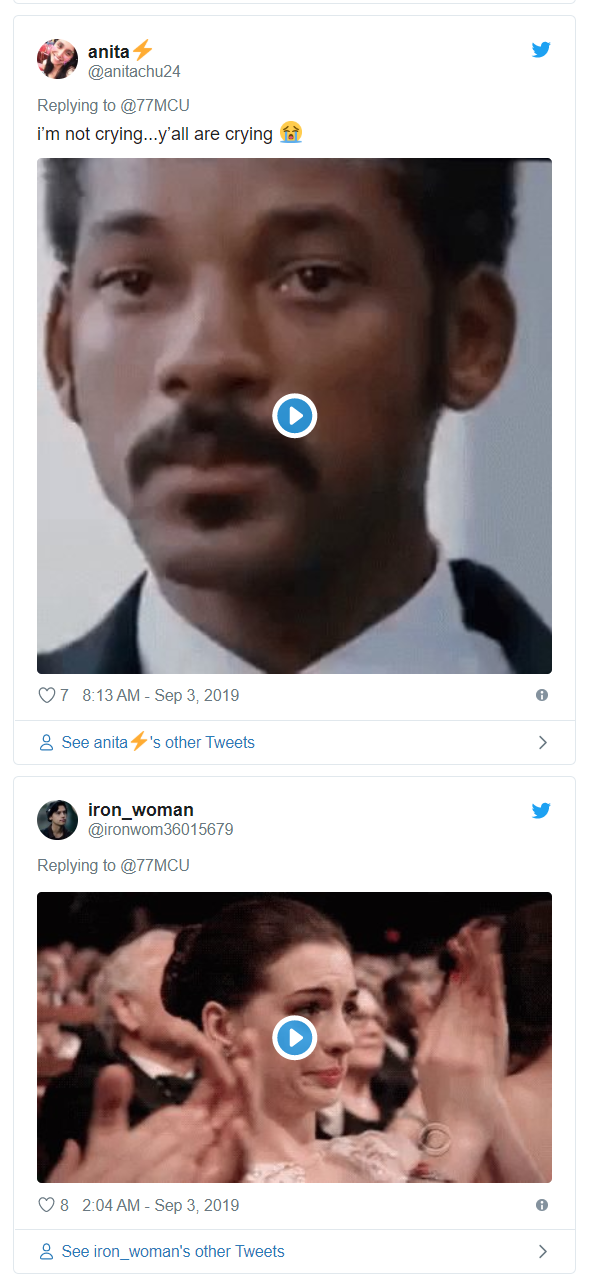 anita⚡
@anitachu24
Replying to @77MCU
i’m not crying...y’all are crying 😭
7 8:13 AM - Sep 3, 2019
See anita⚡'s other Tweets
iron_woman
@ironwom36015679
Replying to @77MCU
8 2:04 AM - Sep 3, 2019
See iron_woman's other Tweets